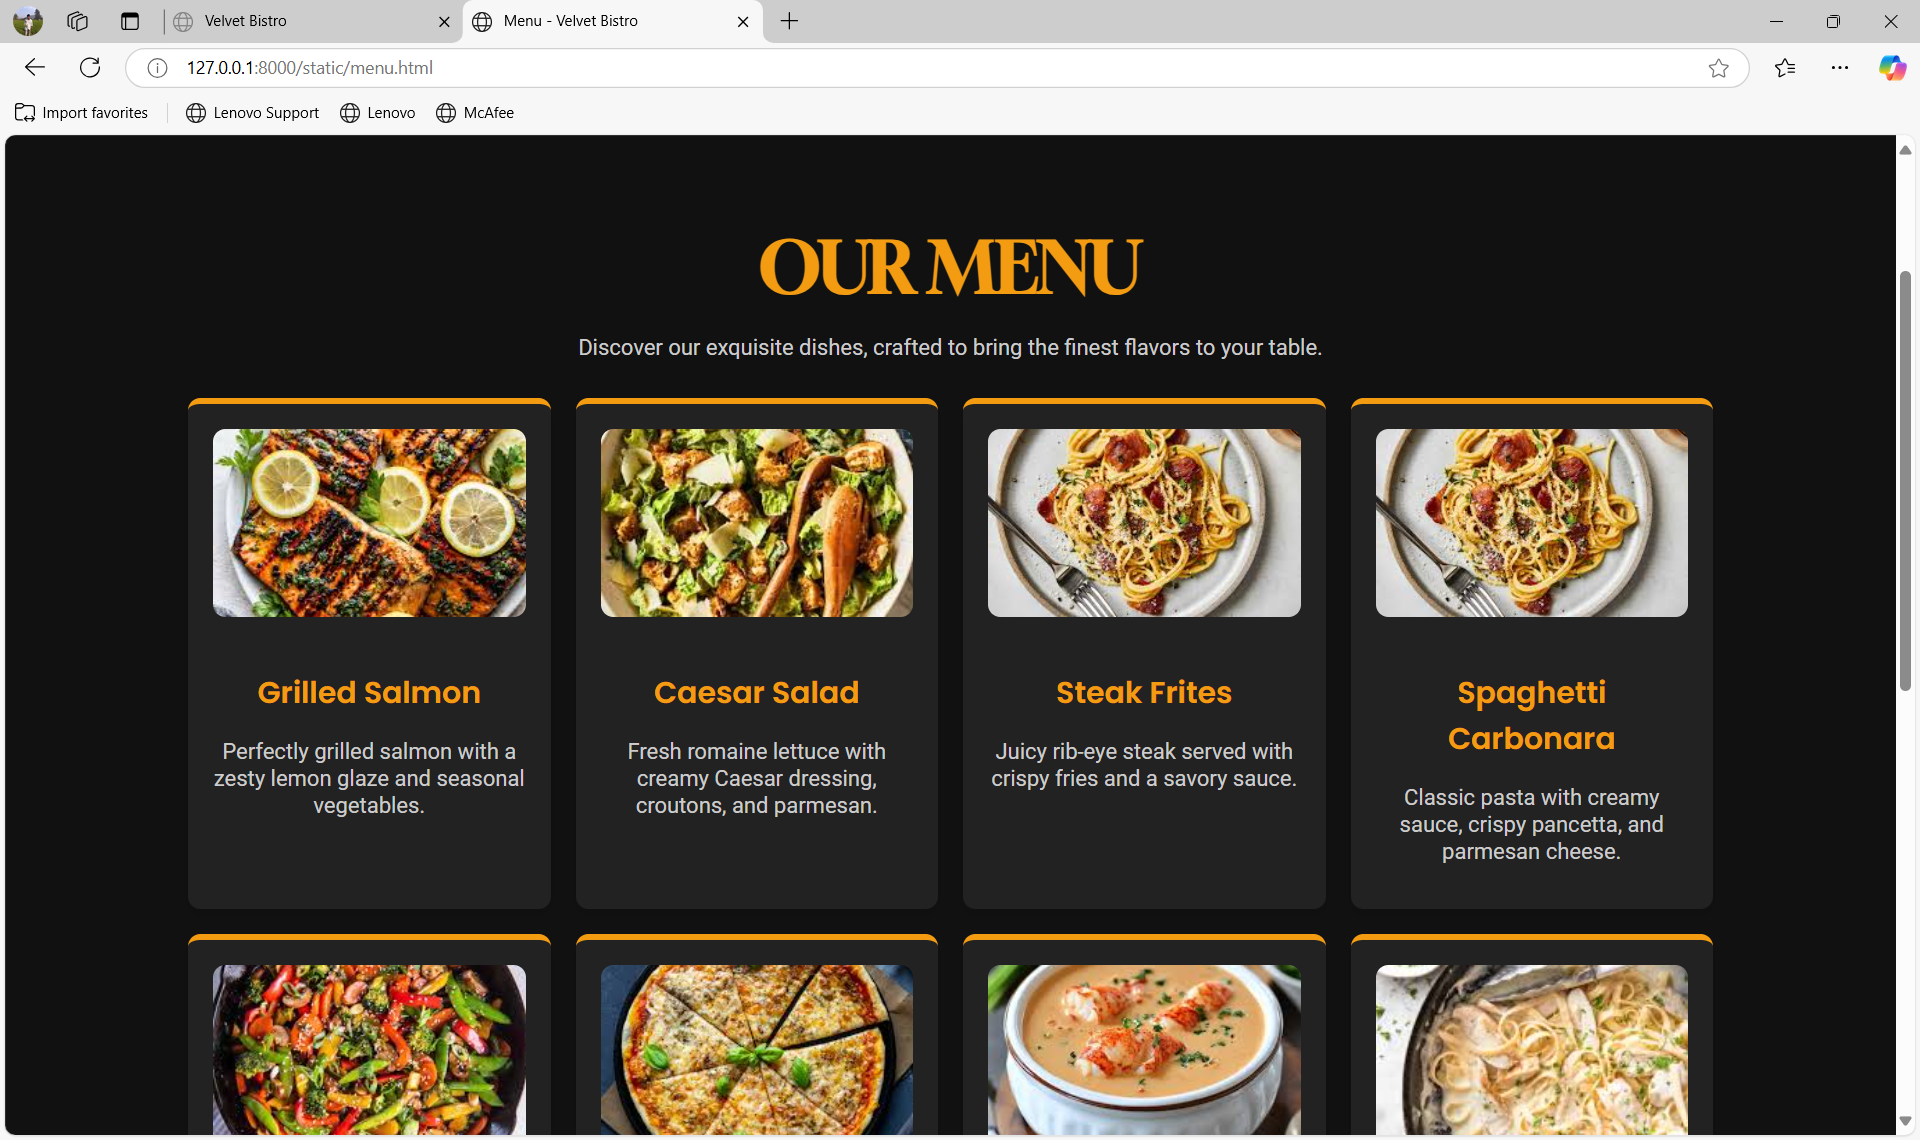 Velvet Bistro
Menu - Velvet Bistro
127.0.0.1:8000/static/menu.html
Import favorites
Lenovo Support
Lenovo
McAfee
OUR MENU
Discover our exquisite dishes, crafted to bring the finest flavors to your table.
Grilled Salmon
Perfectly grilled salmon with a
zesty lemon glaze and seasonal
vegetables.
Caesar Salad
Fresh romaine lettuce with
creamy Caesar dressing,
croutons, and parmesan.
Steak Frites
Juicy rib-eye steak served with
crispy fries and a savory sauce.
Spaghetti
Carbonara
Classic pasta with creamy
sauce, crispy pancetta, and
parmesan cheese.